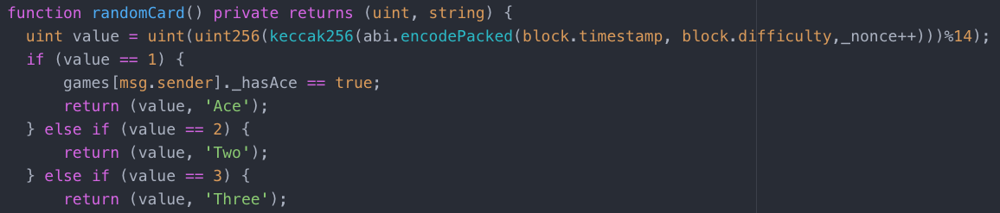 function randomCard() private returns (uint, string) {
uint value = uint(uint256(keccak256(abi.encodePacked(block.timestamp, block.difficulty,_nonce++)))%14);
if (value == 1) {
games[msg.sender]._hasAce == true;
return (value, 'Ace');
} else if (value == 2) {
return (value, 'Two');
} else if (value == 3) {
return (value, 'Three');